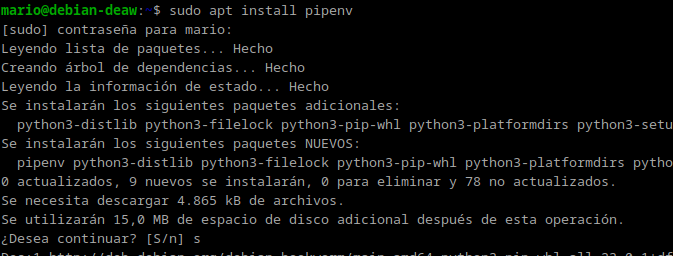 mario@debian-deaw:~$ sudo apt install pipenv
[sudo] contraseña para mario:
Leyendo lista de paquetes... Hecho
Creando árbol de dependencias... Hecho
Leyendo la información de estado... Hecho
Se instalarán los siguientes paquetes adicionales:
python3-distlib python3-filelock python3-pip-whl python3-platformdirs python3-setu
Se instalarán los siguientes paquetes NUEVOS:
pipenv python3-distlib python3-filelock python3-pip-whl python3-platformdirs pytho
0 actualizados, 9 nuevos se instalarán, 0 para eliminar y 78 no actualizados.
Se necesita descargar 4.865 kB de archivos.
Se utilizarán 15,0 MB de espacio de disco adicional después de esta operación.
¿Desea continuar? [S/n] s